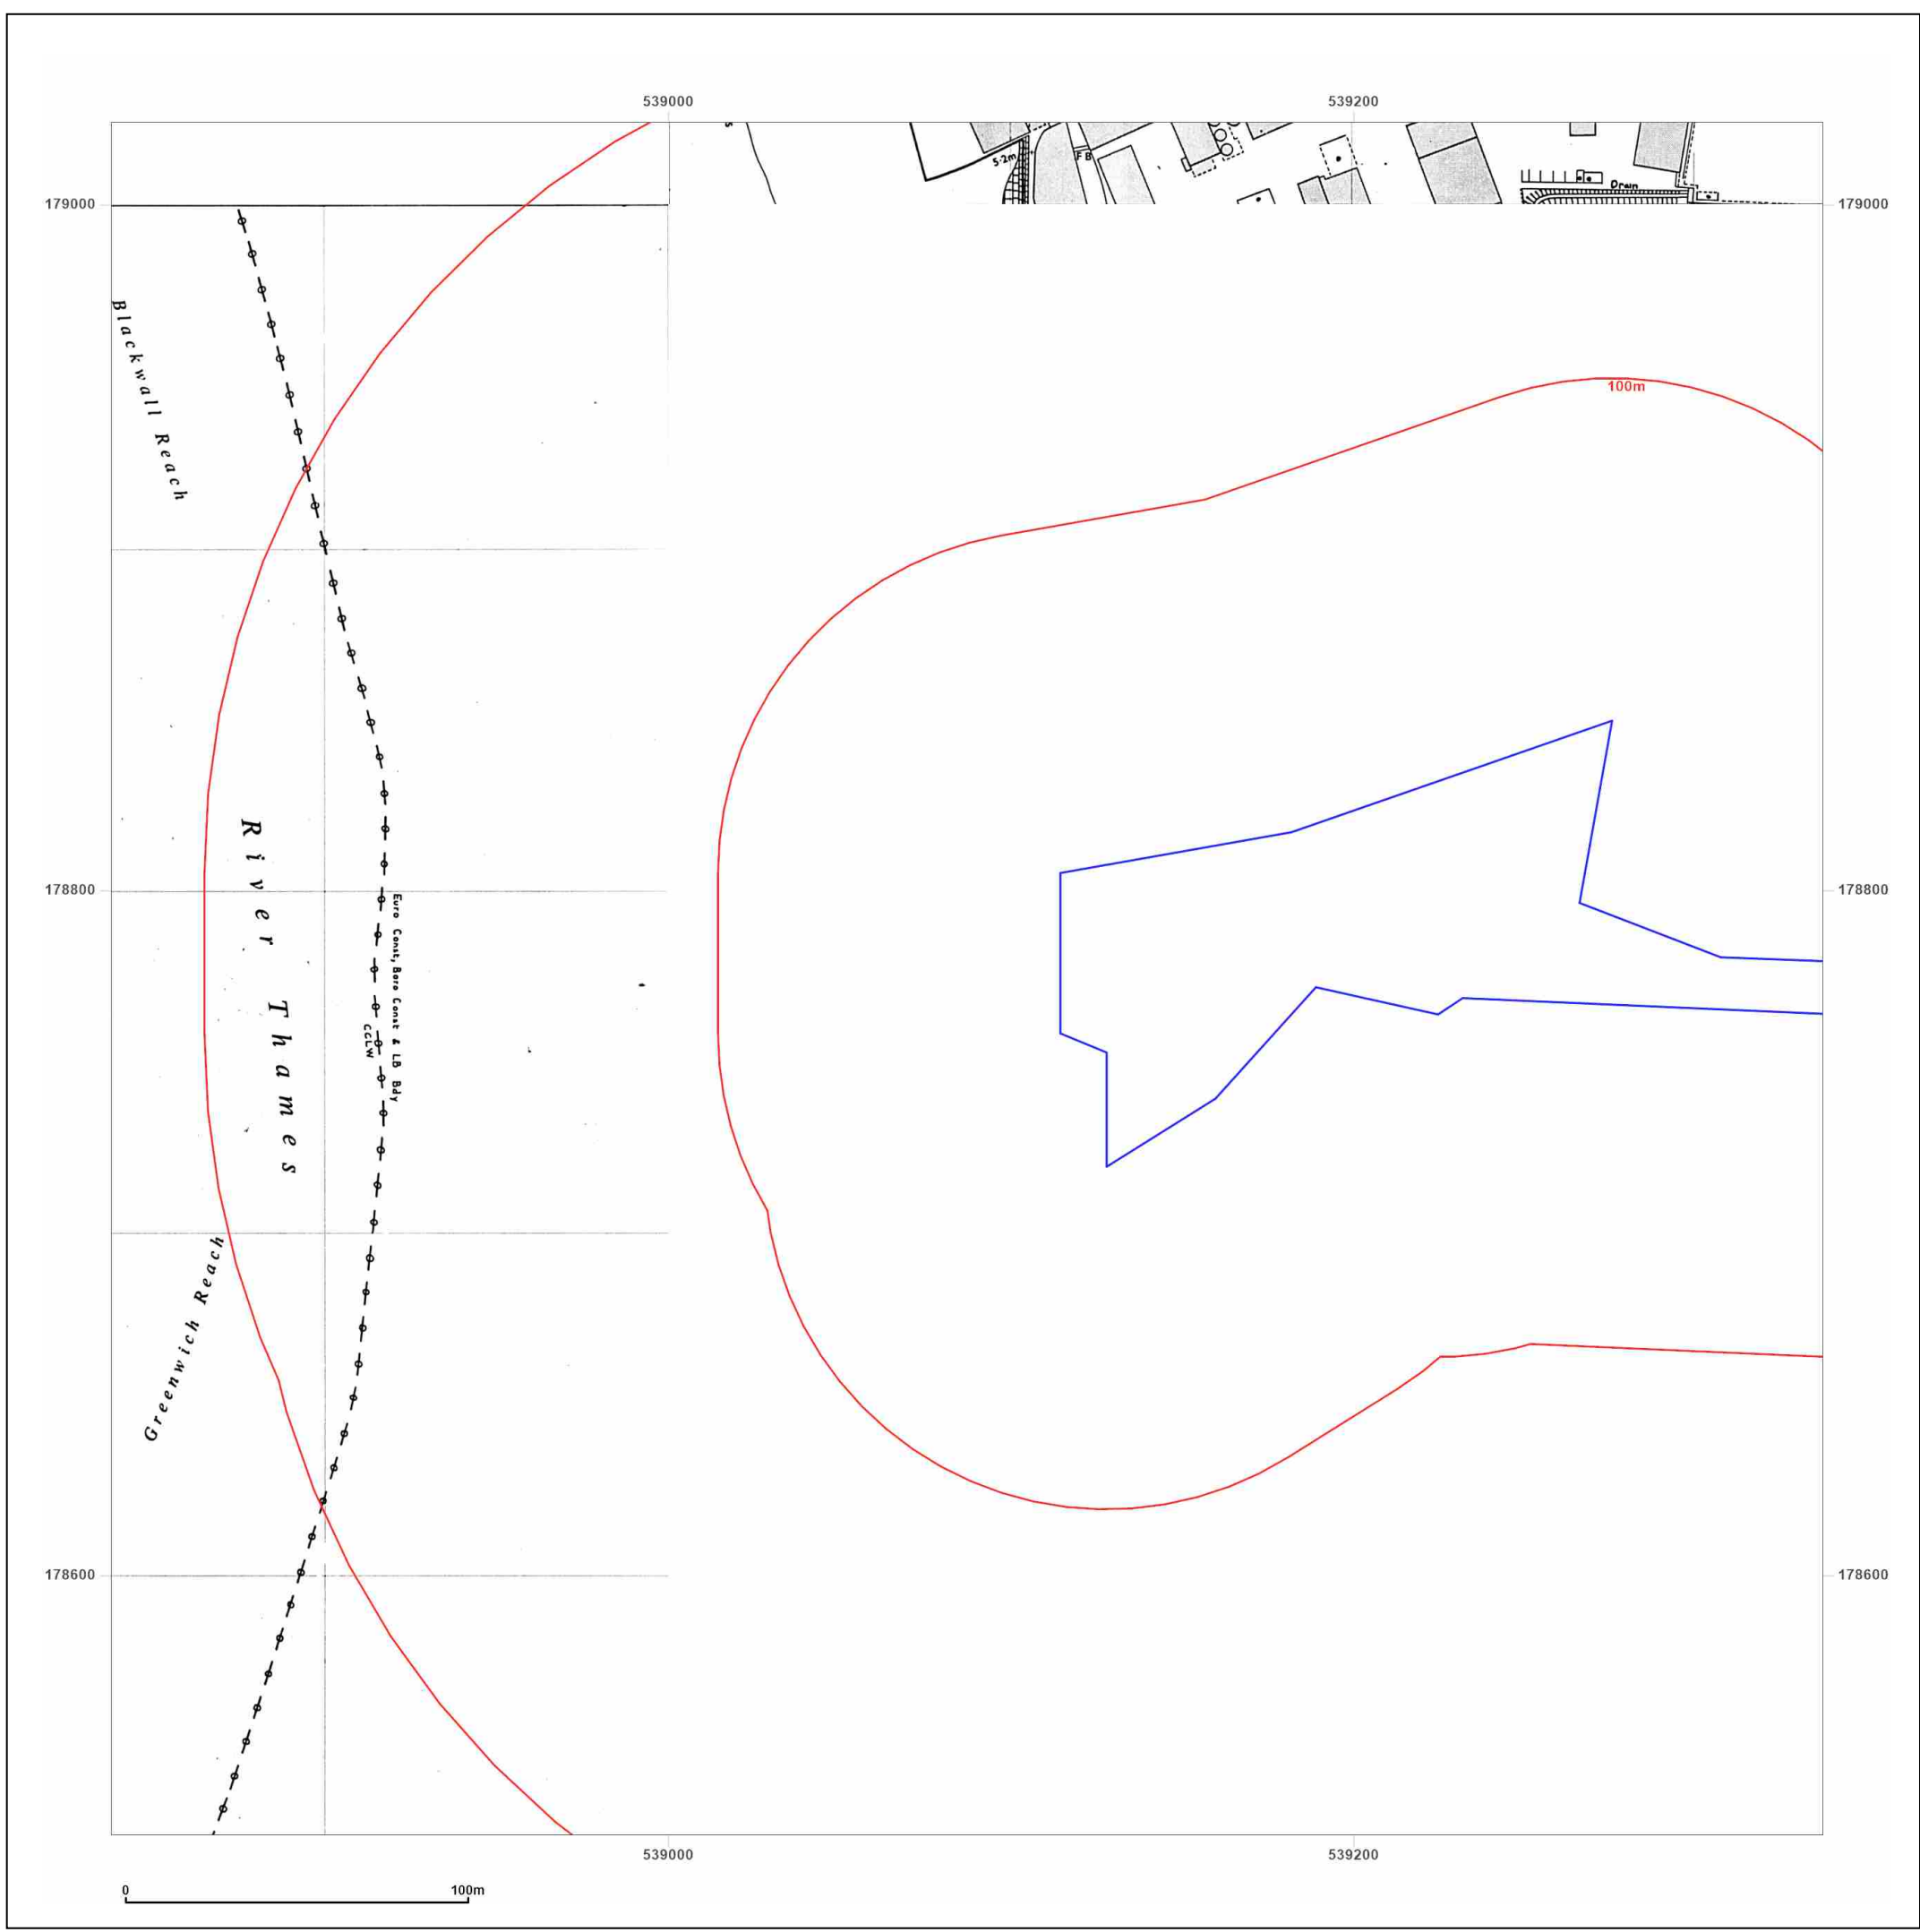 539000 539200
5·2m
F B
Drain
179000 179000
Blackwall Reach
100m
178800 178800
River Thames
Euro Const, Boro Const & LB Bdy
CCLW
Greenwich Reach
178600 178600
539000 539200
0 100m